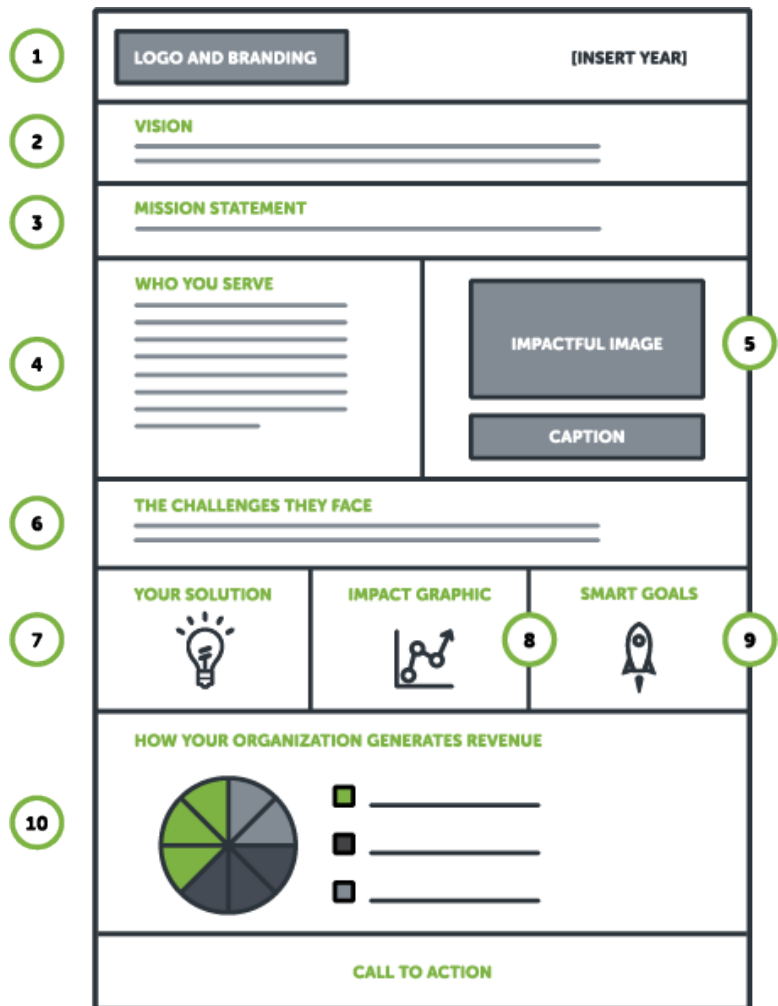 1
LOGO AND BRANDING
[INSERT YEAR]
2
VISION
3
MISSION STATEMENT
4
WHO YOU SERVE
IMPACTFUL IMAGE
5
CAPTION
6
THE CHALLENGES THEY FACE
7
YOUR SOLUTION
IMPACT GRAPHIC
8
SMART GOALS
9
10
HOW YOUR ORGANIZATION GENERATES REVENUE
CALL TO ACTION